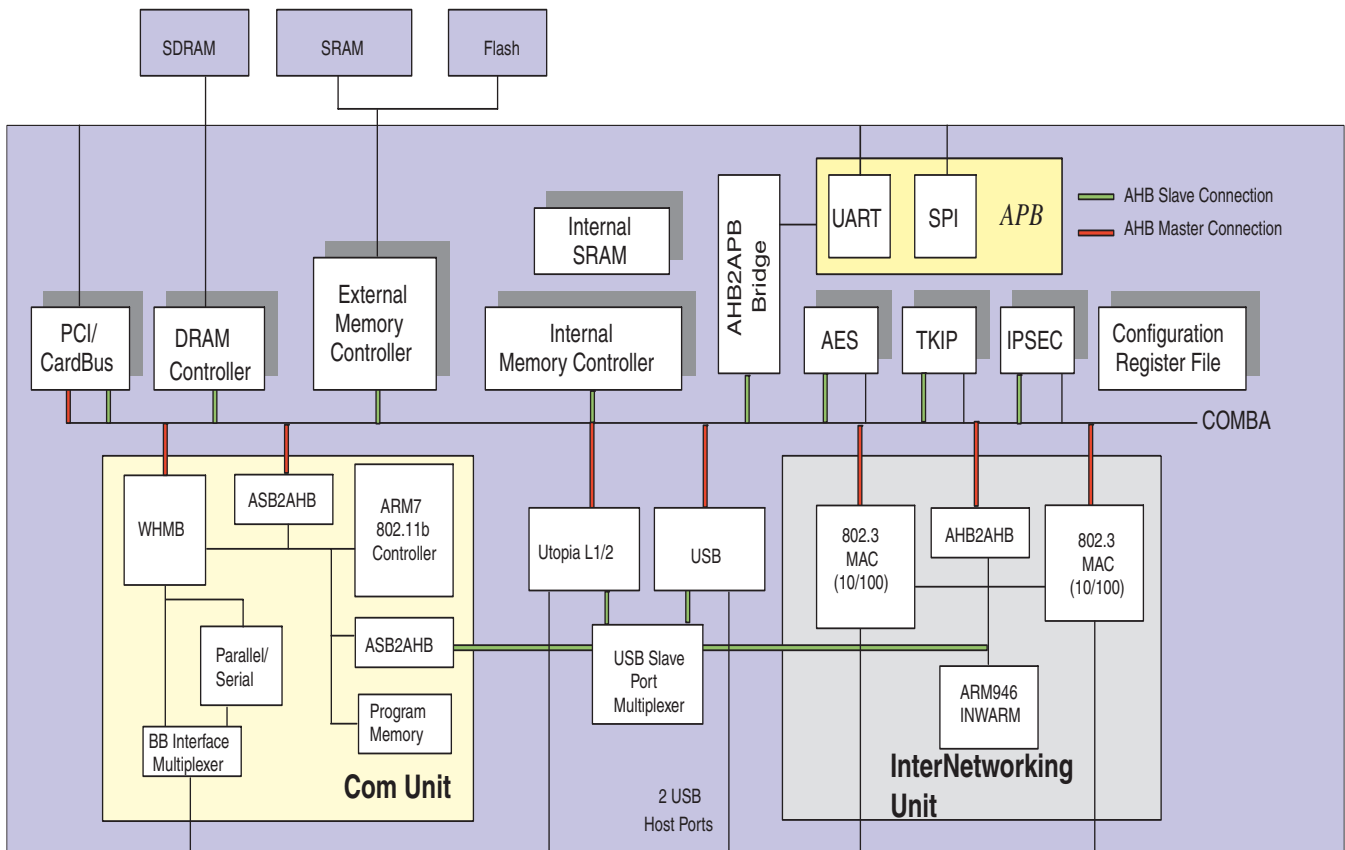 SDRAM
SRAM
Flash
UART
SPI
APB
AHB Slave Connection
AHB Master Connection
Internal
SRAM
AHB2APB
Bridge
PCI/
CardBus
DRAM
Controller
External
Memory
Controller
Internal
Memory Controller
AES
TKIP
IPSEC
Configuration
Register File
COMBA
WHMB
ASB2AHB
ARM7
802.11b
Controller
Utopia L1/2
USB
802.3
MAC
(10/100)
AHB2AHB
802.3
MAC
(10/100)
Parallel/
Serial
ASB2AHB
USB Slave
Port
Multiplexer
ARM946
INWARM
Program
Memory
BB Interface
Multiplexer
Com Unit
2 USB
Host Ports
InterNetworking
Unit